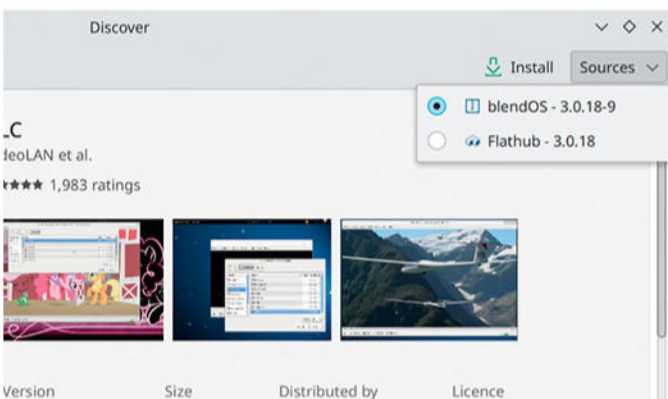 Discover
Install Sources
blendOS - 3.0.18-9
Flathub - 3.0.18
LC
deoLAN et al.
1,983 ratings
Version Size Distributed by Licence